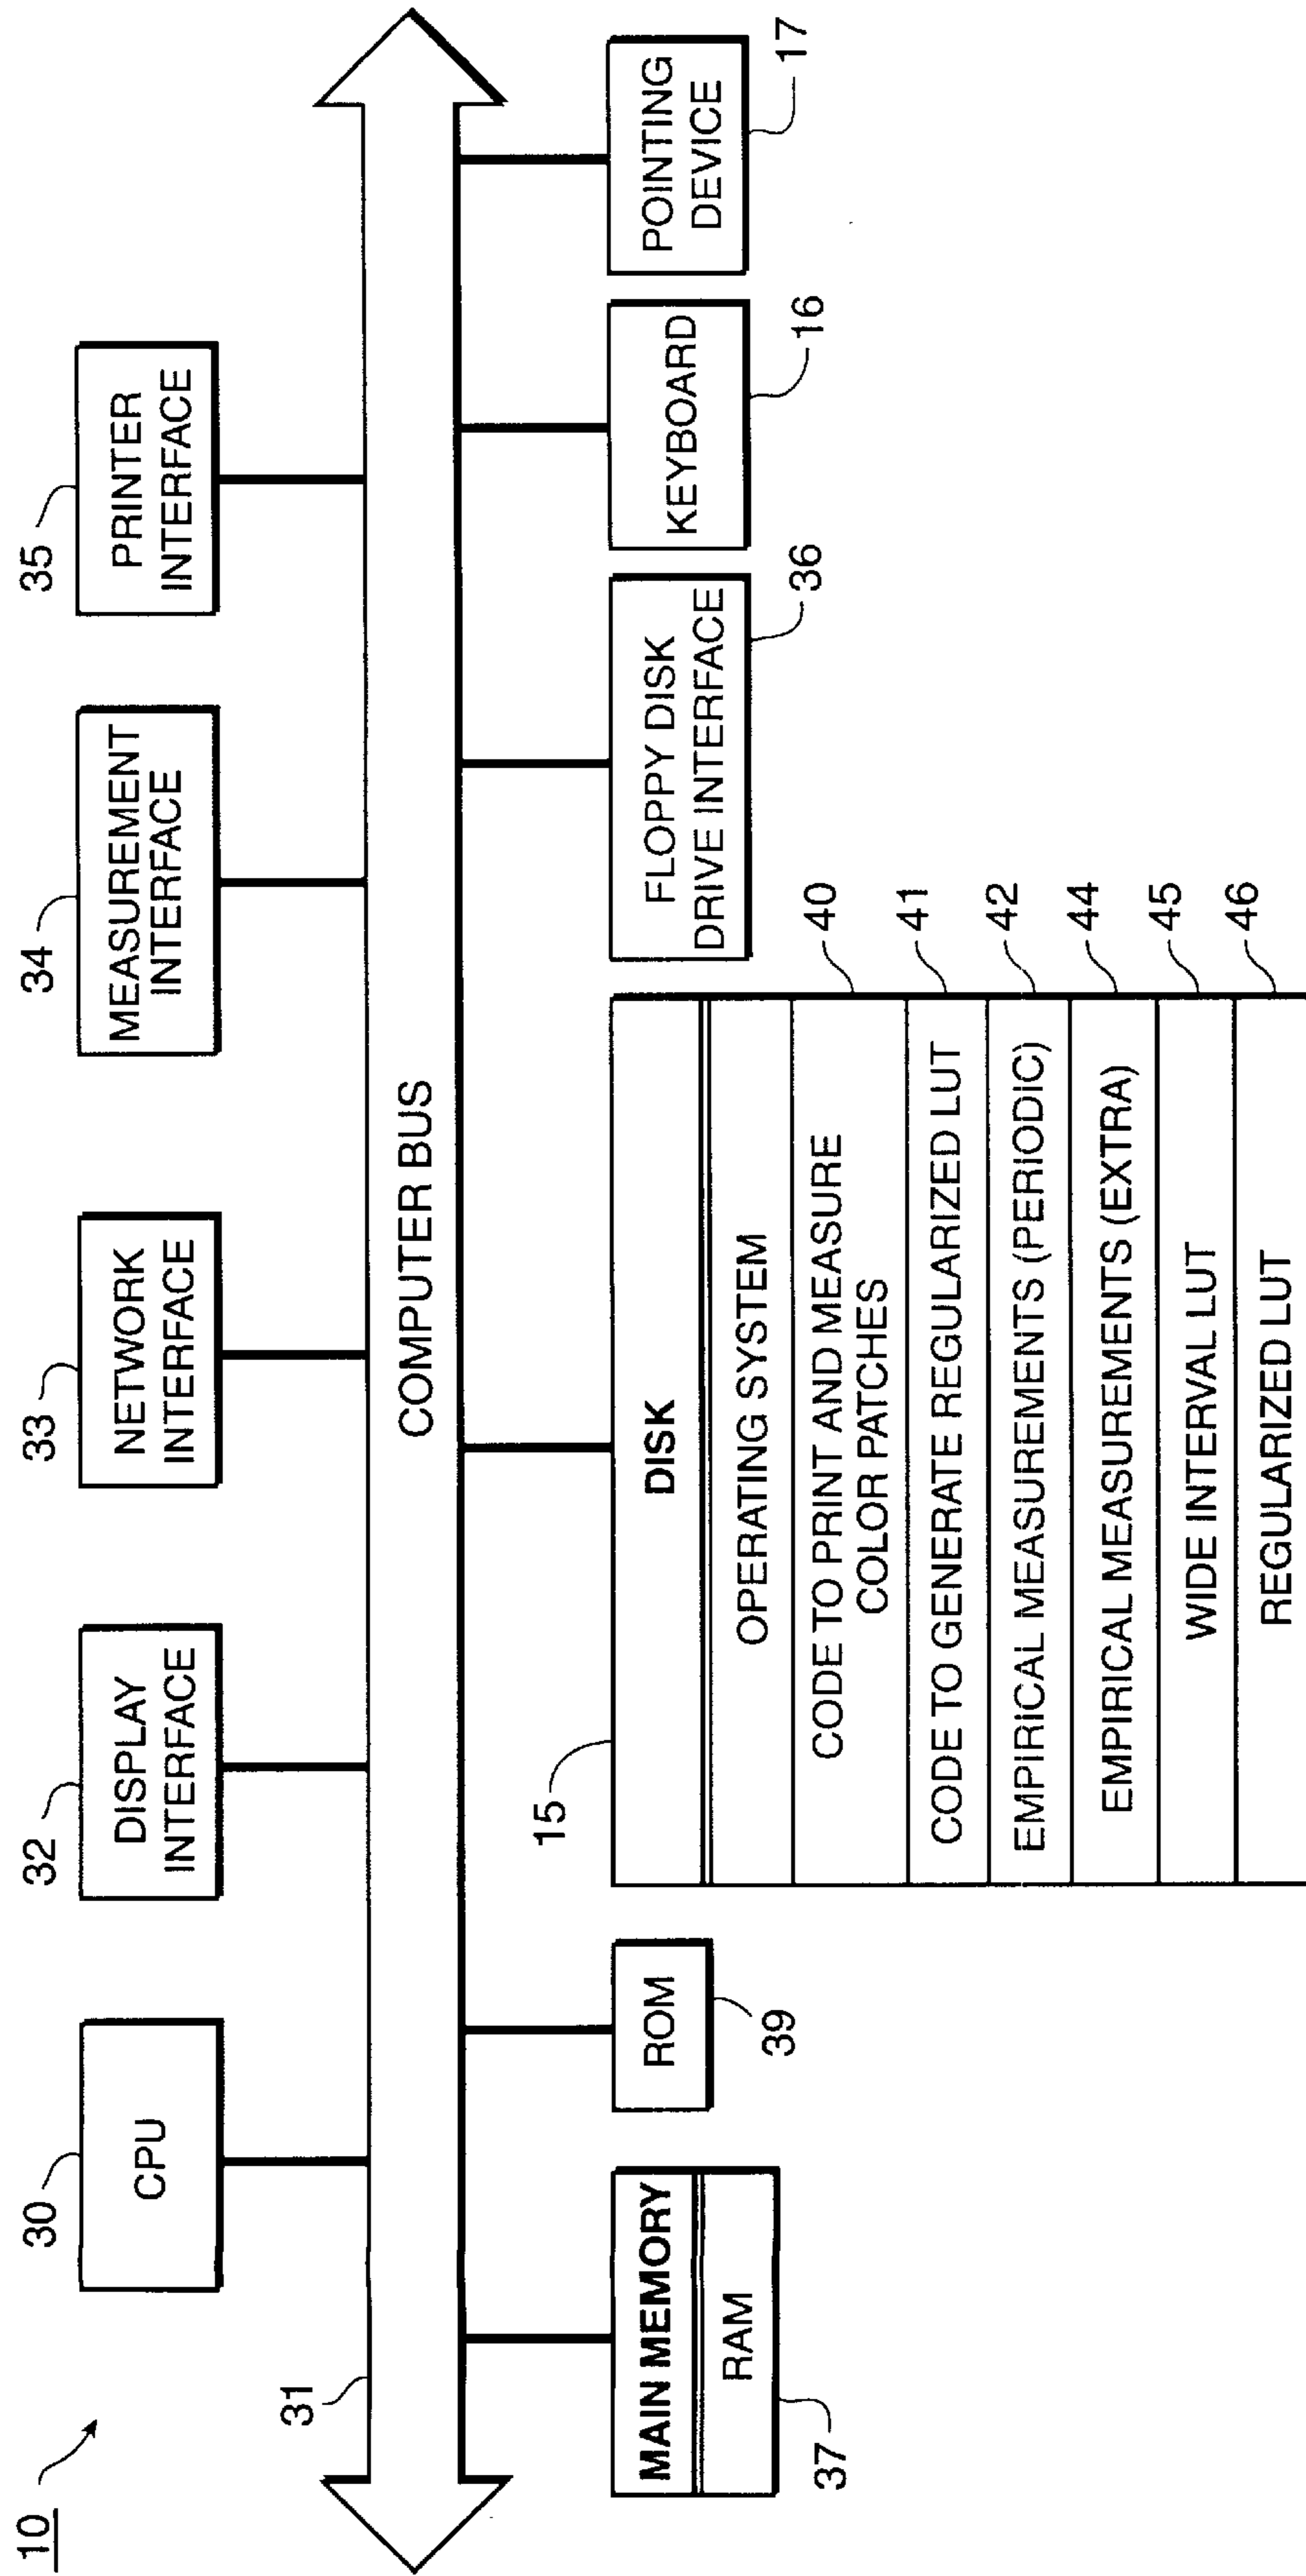 10
30
CPU
32
DISPLAY
INTERFACE
33
NETWORK
INTERFACE
34
MEASUREMENT
INTERFACE
35
PRINTER
INTERFACE
31
COMPUTER BUS
MAIN MEMORY
RAM
37
ROM
39
15
DISK
OPERATING SYSTEM
CODE TO PRINT AND MEASURE
COLOR PATCHES
40
CODE TO GENERATE REGULARIZED LUT
41
EMPIRICAL MEASUREMENTS (PERIODIC)
42
EMPIRICAL MEASUREMENTS (EXTRA)
44
WIDE INTERVAL LUT
45
REGULARIZED LUT
46
FLOPPY DISK
DRIVE INTERFACE
36
KEYBOARD
16
POINTING
DEVICE
17